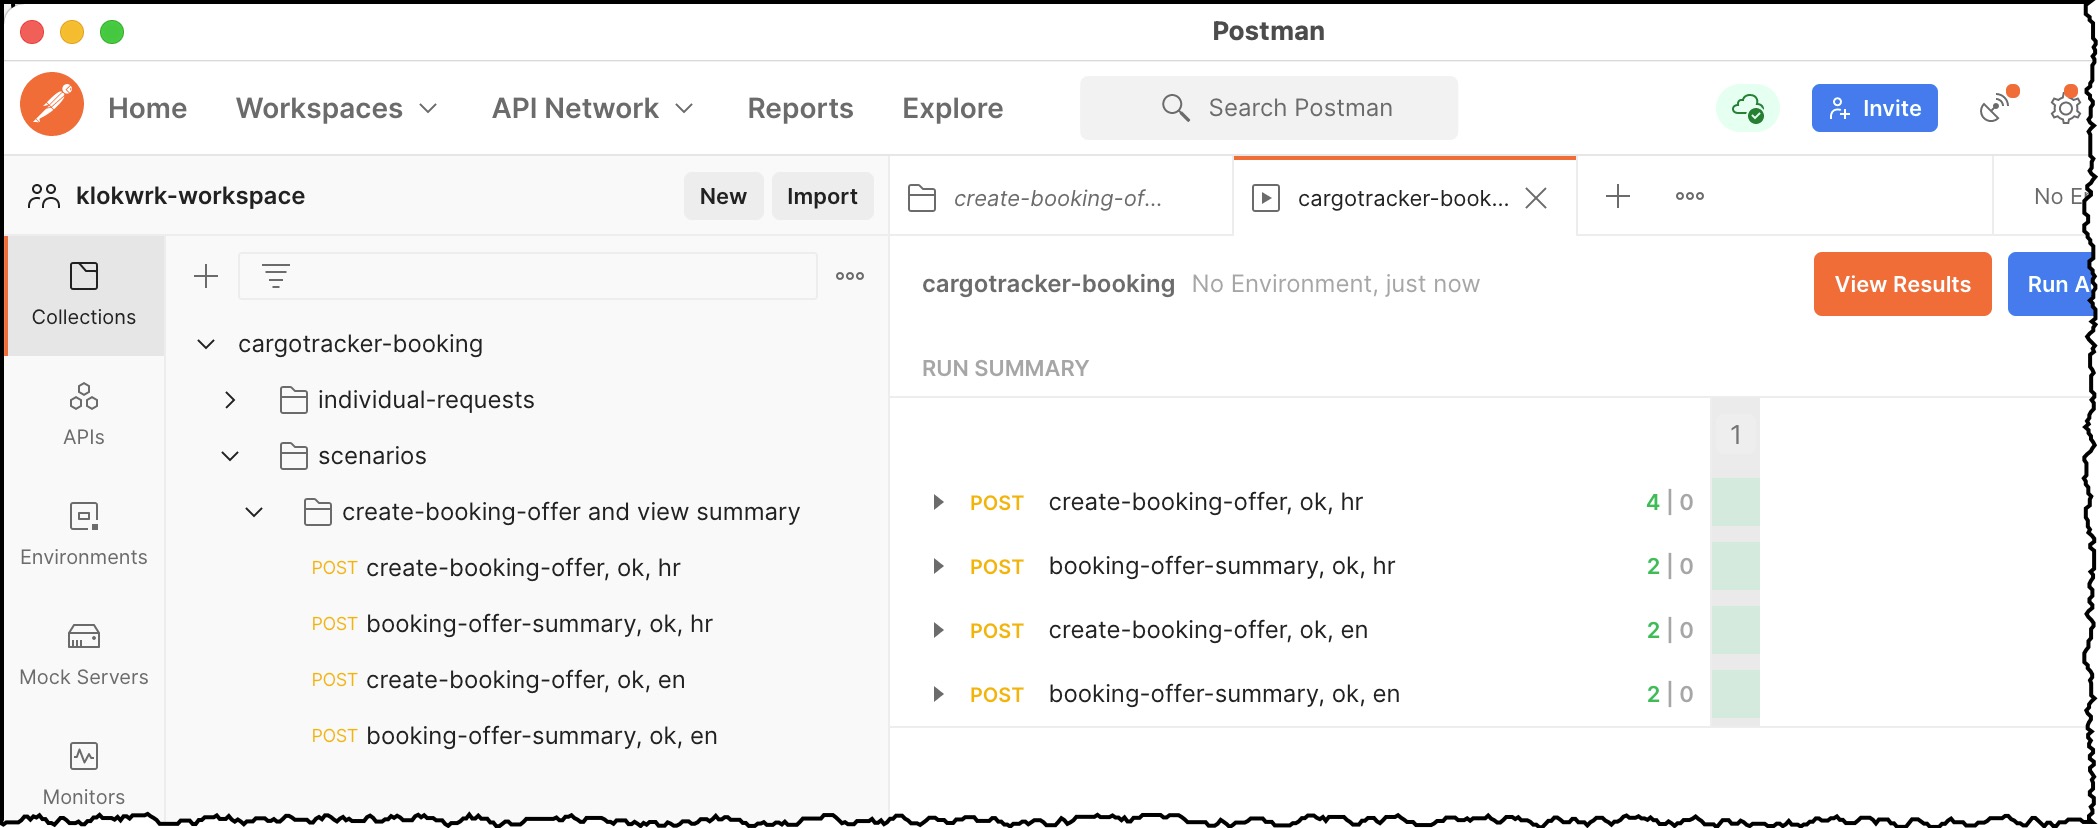 Postman
Home Workspaces API Network Reports Explore Search Postman Invite
klokwrk-workspace New Import
create-booking-of... cargotracker-book... No E
Collections
APIs
Environments
Mock Servers
Monitors
cargotracker-booking
individual-requests
scenarios
create-booking-offer and view summary
POST create-booking-offer, ok, hr
POST booking-offer-summary, ok, hr
POST create-booking-offer, ok, en
POST booking-offer-summary, ok, en
cargotracker-booking No Environment, just now View Results Run A
RUN SUMMARY
1
POST create-booking-offer, ok, hr 4 | 0
POST booking-offer-summary, ok, hr 2 | 0
POST create-booking-offer, ok, en 2 | 0
POST booking-offer-summary, ok, en 2 | 0